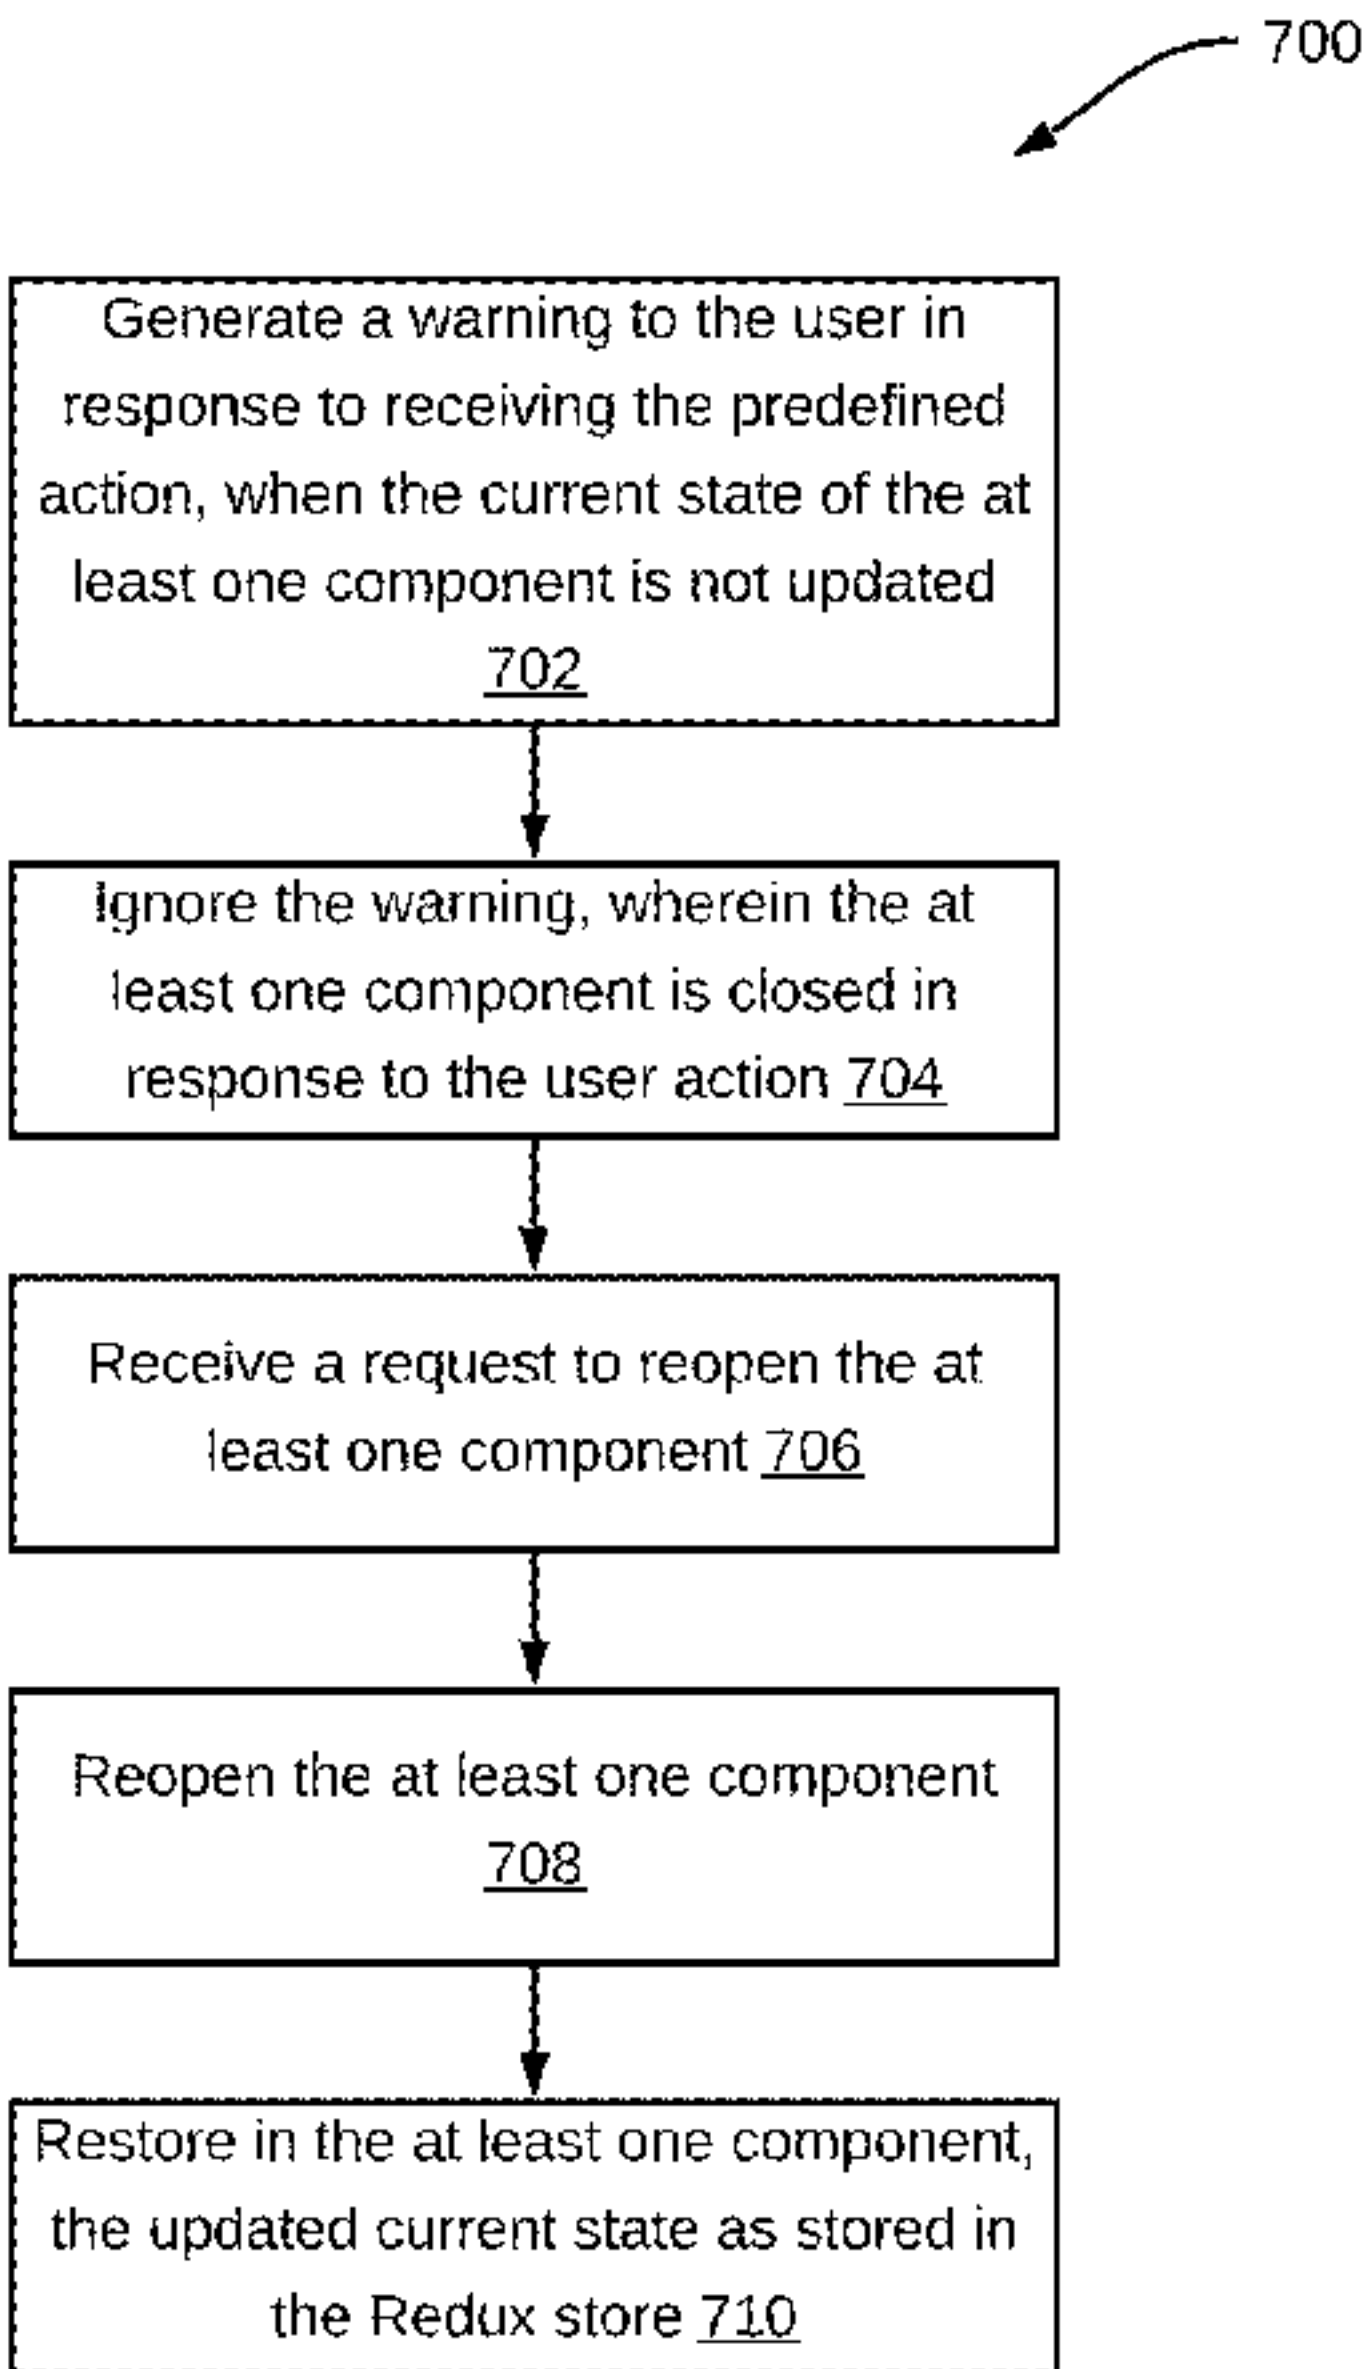 700
Generate a warning to the user in
response to receiving the predefined
action, when the current state of the at
least one component is not updated
702
Ignore the warning, wherein the at
least one component is closed in
response to the user action 704
Receive a request to reopen the at
least one component 706
Reopen the at least one component
708
Restore in the at least one component,
the updated current state as stored in
the Redux store 710